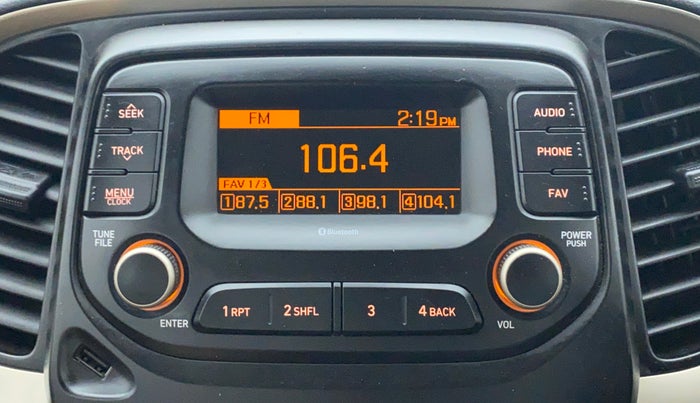 SEEK
TRACK
MENU
CLOCK
FM 2:19 PM
106.4
FAV 1/3
1 87.5 2 88.1 3 98.1 4 104.1
Bluetooth
AUDIO
PHONE
FAV
TUNE
FILE
ENTER
POWER
PUSH
VOL
1 RPT 2 SHFL 3 4 BACK